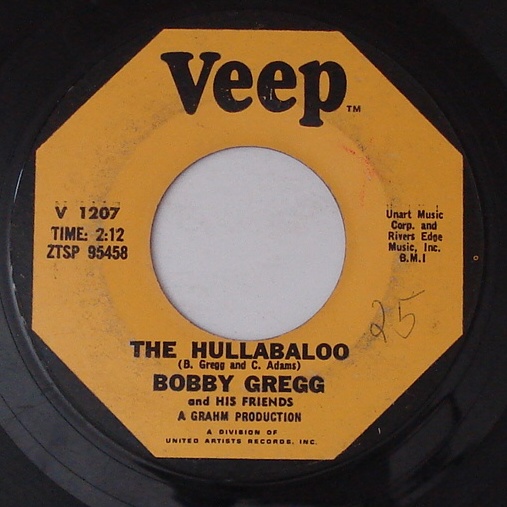 Veep TM
V 1207
TIME: 2:12
ZTSP 95458
Unart Music
Corp. and
Rivers Edge
Music, Inc.
B.M.I
25
THE HULLABALOO
(B. Gregg and C. Adams)
BOBBY GREGG
and HIS FRIENDS
A GRAHM PRODUCTION
A DIVISION OF
UNITED ARTISTS RECORDS, INC.